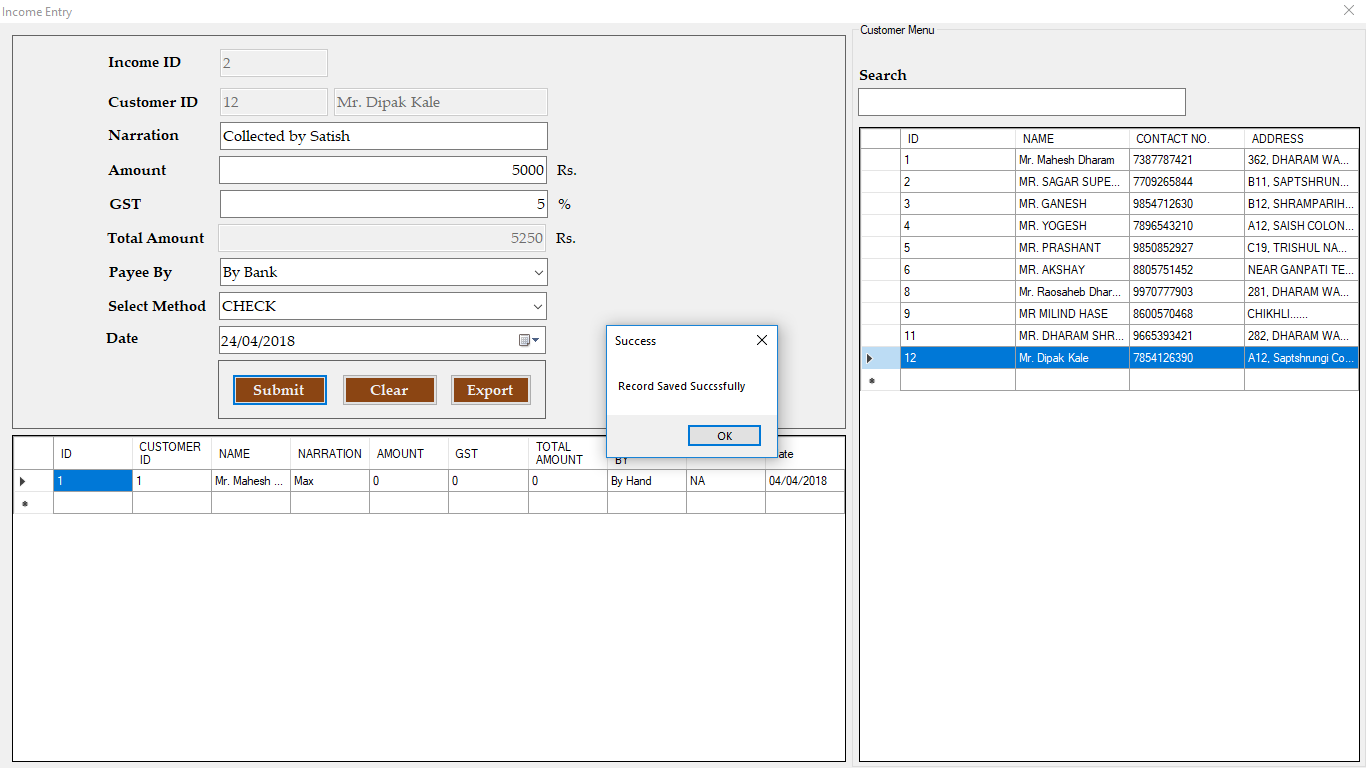 Income Entry
Income ID 2
Customer ID 12 Mr. Dipak Kale
Narration Collected by Satish
Amount 5000 Rs.
GST 5 %
Total Amount 5250 Rs.
Payee By By Bank
Select Method CHECK
Date 24/04/2018
Submit Clear Export
Success
Record Saved Succssfully
OK
ID CUSTOMER ID NAME NARRATION AMOUNT GST TOTAL AMOUNT BY ate
1 1 Mr. Mahesh ... Max 0 0 0 By Hand NA 04/04/2018
Customer Menu
Search
ID NAME CONTACT NO. ADDRESS
1 Mr. Mahesh Dharam 7387787421 362, DHARAM WA...
2 MR. SAGAR SUPE... 7709265844 B11, SAPTSHRUN...
3 MR. GANESH 9854712630 B12, SHRAMPARIH...
4 MR. YOGESH 7896543210 A12, SAISH COLON...
5 MR. PRASHANT 9850852927 C19, TRISHUL NA...
6 MR. AKSHAY 8805751452 NEAR GANPATI TE...
8 Mr. Raosaheb Dhar... 9970777903 281, DHARAM WA...
9 MR MILIND HASE 8600570468 CHIKHLI......
11 MR. DHARAM SHR... 9665393421 282, DHARAM WA...
12 Mr. Dipak Kale 7854126390 A12, Saptshrungi Co...